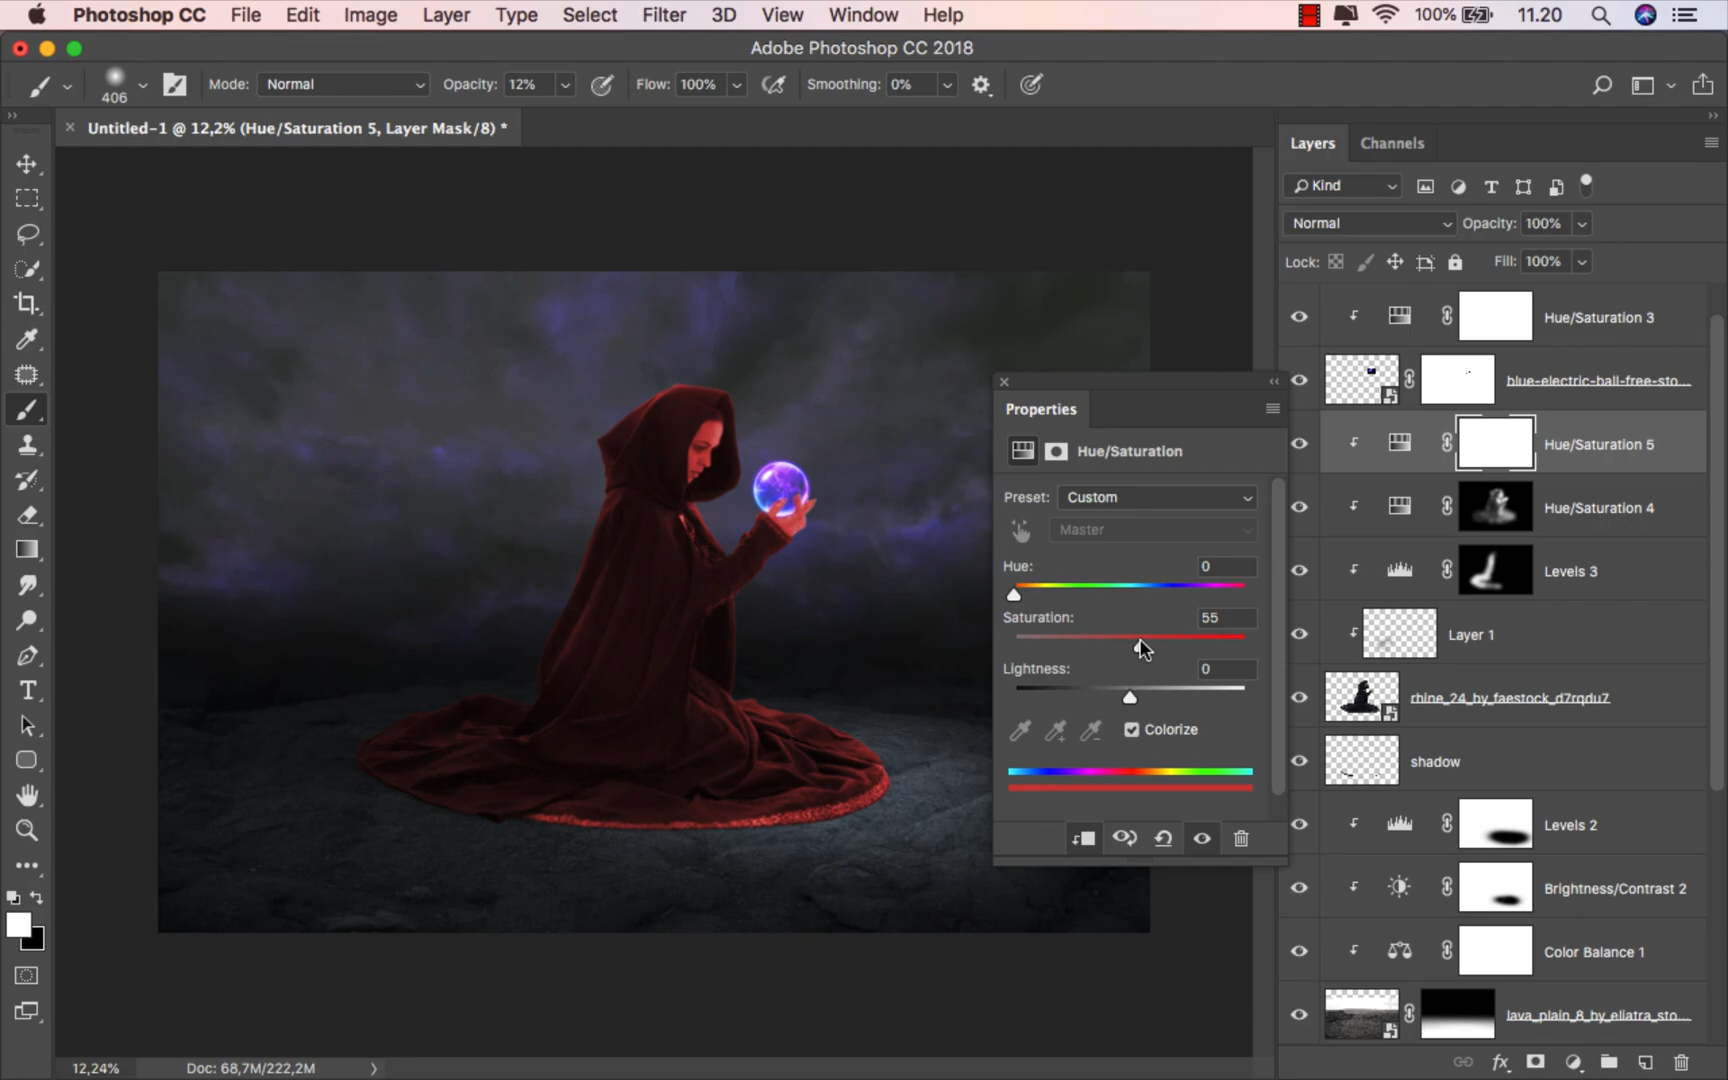 Photoshop CC File Edit Image Layer Type Select Filter 3D View Window Help 100% 11.20
Adobe Photoshop CC 2018
406 Mode: Normal Opacity: 12% Flow: 100% Smoothing: 0%
Untitled-1 @ 12,2% (Hue/Saturation 5, Layer Mask/8) *
Layers Channels
Kind
Normal Opacity: 100%
Lock: Fill: 100%
Hue/Saturation 3
blue-electric-ball-free-sto...
Hue/Saturation 5
Hue/Saturation 4
Levels 3
Layer 1
rhine_24_by_faestock_d7rqdu7
shadow
Levels 2
Brightness/Contrast 2
Color Balance 1
lava_plain_8_by_ellatra_sto...
Properties
Hue/Saturation
Preset: Custom
Master
Hue: 0
Saturation: 55
Lightness: 0
Colorize
12,24% Doc: 68,7M/222,2M